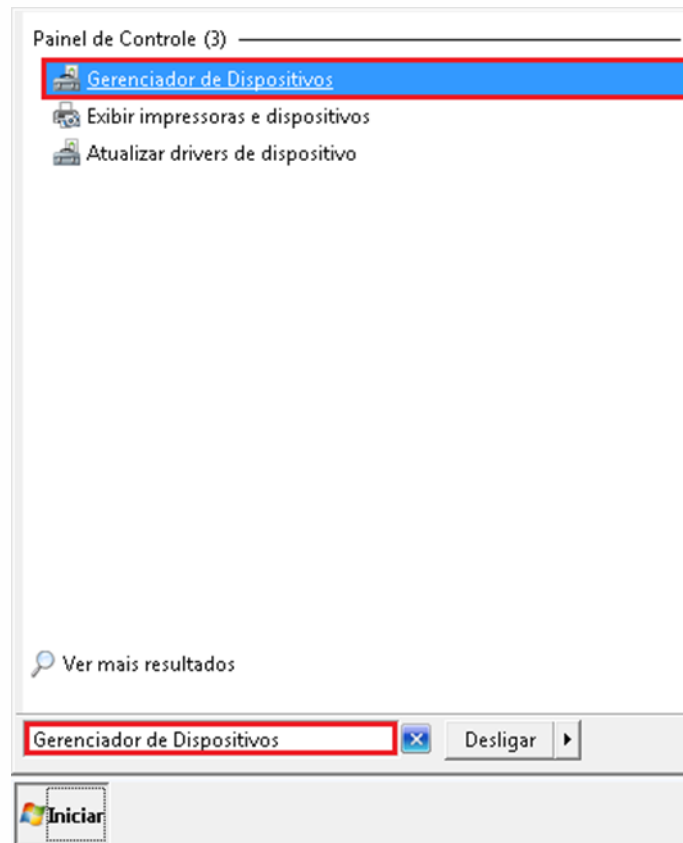 Painel de Controle (3)
Gerenciador de Dispositivos
Exibir impressoras e dispositivos
Atualizar drivers de dispositivo
Ver mais resultados
Gerenciador de Dispositivos
Desligar
Iniciar